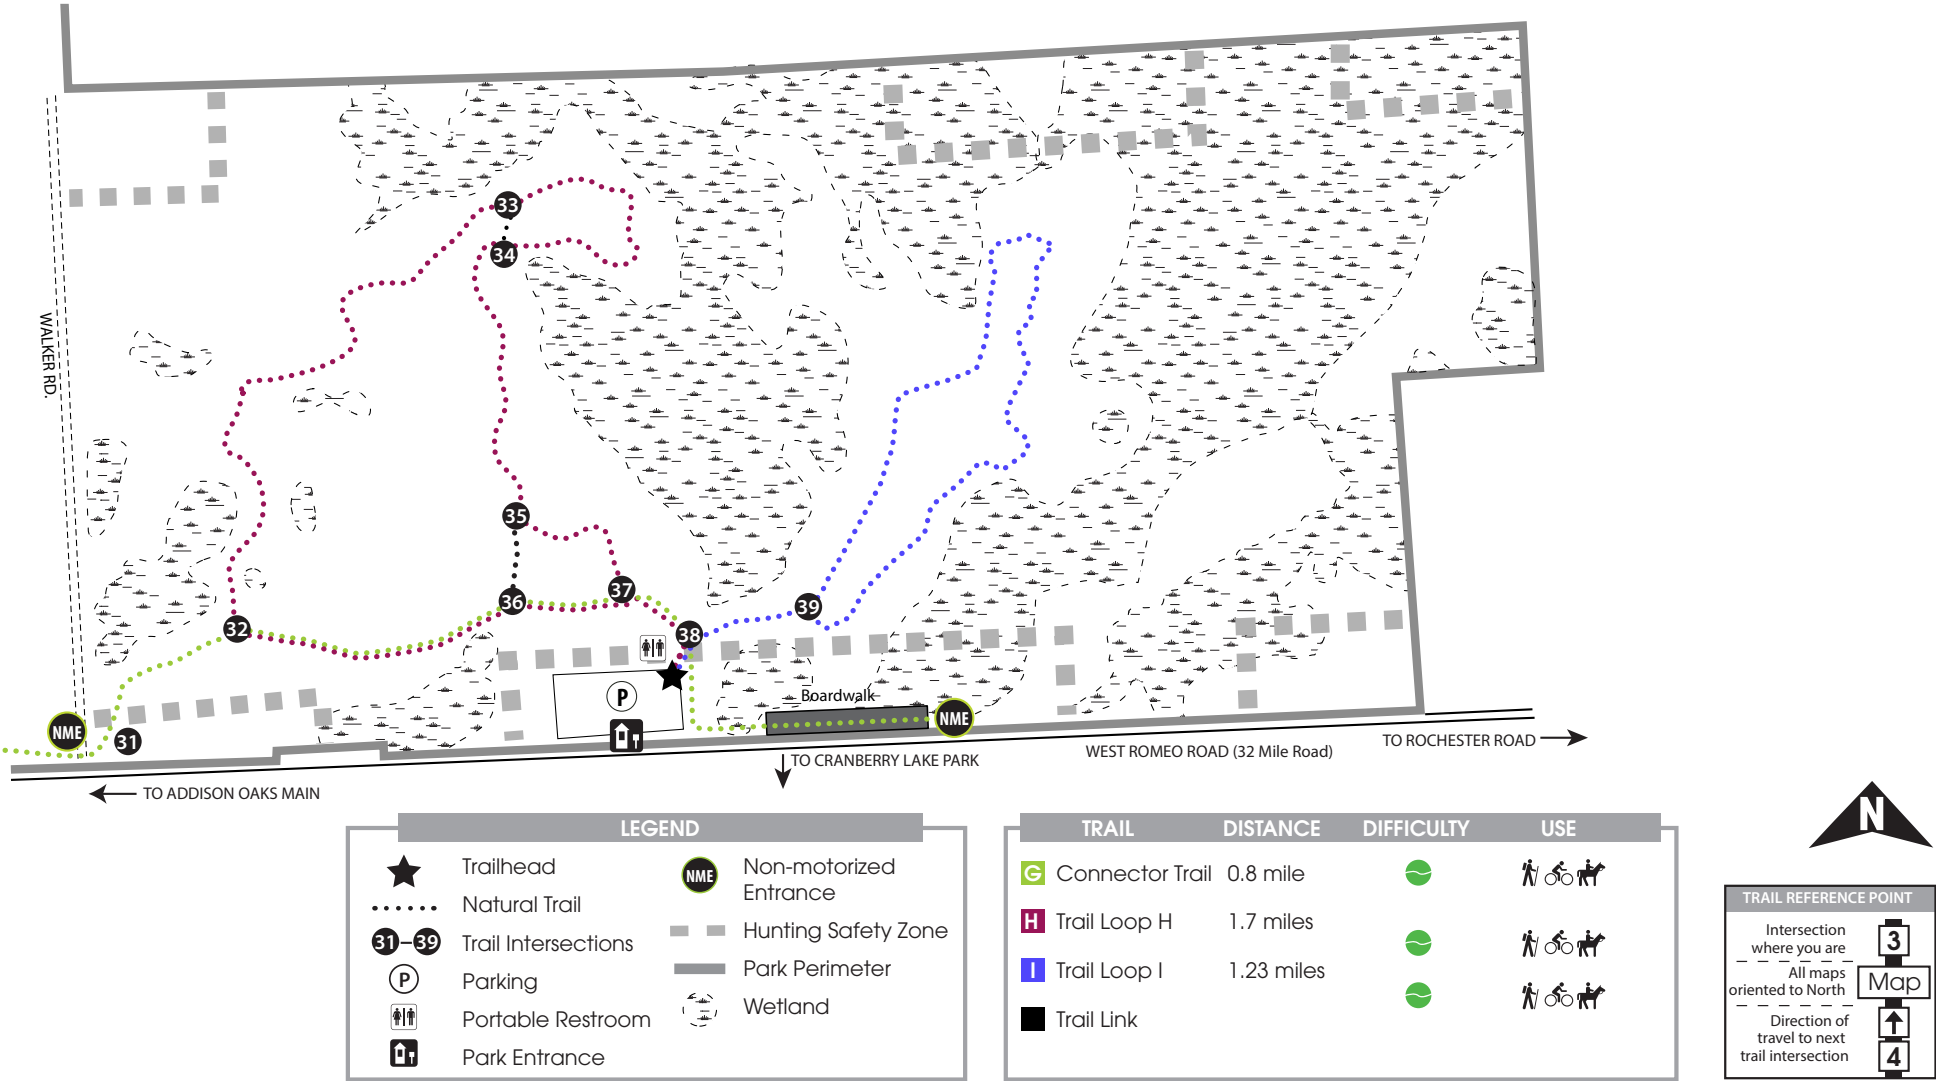 33
34
WALKER RD.
35
36
37
39
32
38
P
Boardwalk
NME
NME
31
WEST ROMEO ROAD (32 Mile Road)
TO ROCHESTER ROAD
TO CRANBERRY LAKE PARK
TO ADDISON OAKS MAIN
LEGEND
Trailhead
Natural Trail
31–39 Trail Intersections
P Parking
Portable Restroom
Park Entrance
NME Non-motorized
Entrance
Hunting Safety Zone
Park Perimeter
Wetland
TRAIL DISTANCE DIFFICULTY USE
G Connector Trail 0.8 mile
H Trail Loop H 1.7 miles
I Trail Loop I 1.23 miles
Trail Link
N
TRAIL REFERENCE POINT
Intersection
where you are
3
All maps
oriented to North
Map
Direction of
travel to next
trail intersection
4